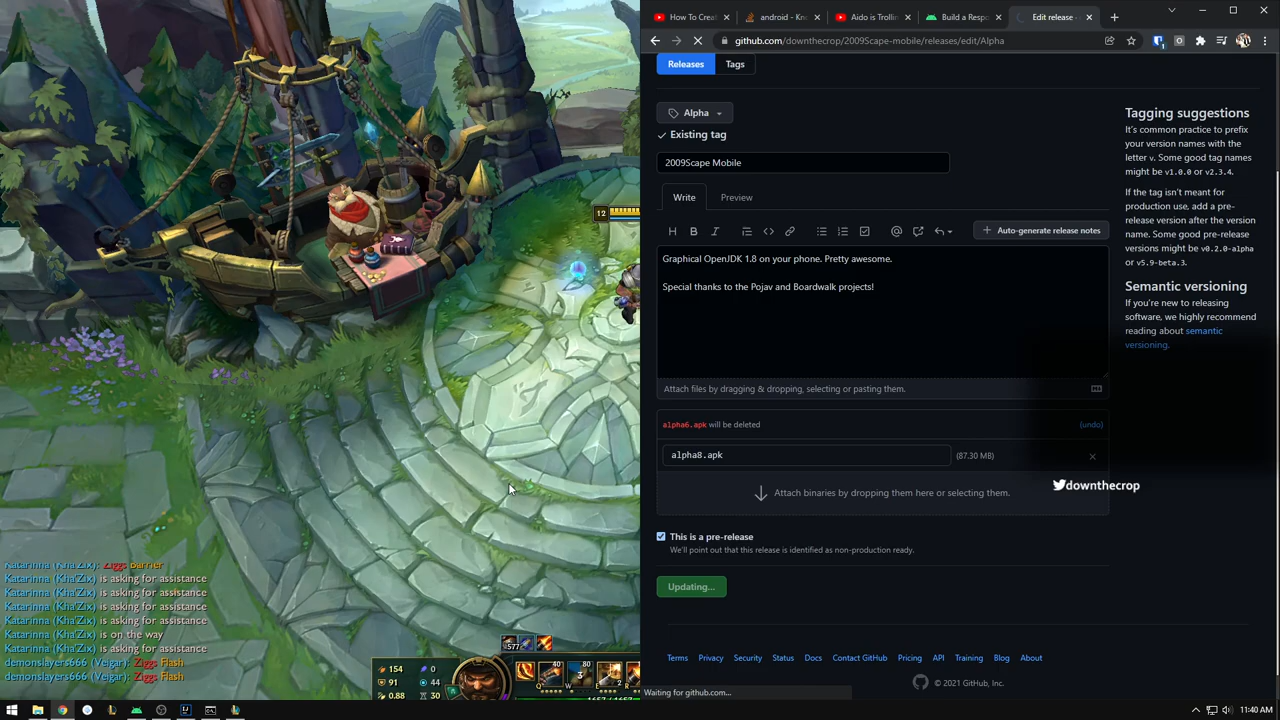 How To Creat
android - Kno
Aido is Trollin
Build a Respo
Edit release ·
github.com/downthecrop/2009Scape-mobile/releases/edit/Alpha
Releases
Tags
Alpha
Existing tag
2009Scape Mobile
Write
Preview
Auto-generate release notes
Graphical OpenJDK 1.8 on your phone. Pretty awesome.
Special thanks to the Pojav and Boardwalk projects!
Attach files by dragging & dropping, selecting or pasting them.
alpha6.apk will be deleted
(undo)
alpha8.apk
(87.30 MB)
Attach binaries by dropping them here or selecting them.
This is a pre-release
We'll point out that this release is identified as non-production ready.
Updating...
Tagging suggestions
It's common practice to prefix
your version names with the
letter v. Some good tag names
might be v1.0.0 or v2.3.4.
If the tag isn't meant for
production use, add a pre-
release version after the version
name. Some good pre-release
versions might be v0.2.0-alpha
or v5.9-beta.3.
Semantic versioning
If you're new to releasing
software, we highly recommend
reading about semantic
versioning.
downthecrop
Terms Privacy Security Status Docs Contact GitHub Pricing API Training Blog About
© 2021 GitHub, Inc.
Waiting for github.com...
12
Katarinna (Kha'Zix): Ziggs Barrier
Katarinna (Kha'Zix) is asking for assistance
Katarinna (Kha'Zix) is asking for assistance
Katarinna (Kha'Zix) is asking for assistance
Katarinna (Kha'Zix) is asking for assistance
Katarinna (Kha'Zix) is on the way
Katarinna (Kha'Zix) is asking for assistance
demonslayers666 (Veigar): Ziggs Flash
demonslayers666 (Veigar): Ziggs Flash
577
154 0
91 44
0.88 30
40
80
3
2
Q
W
E
R
11:40 AM